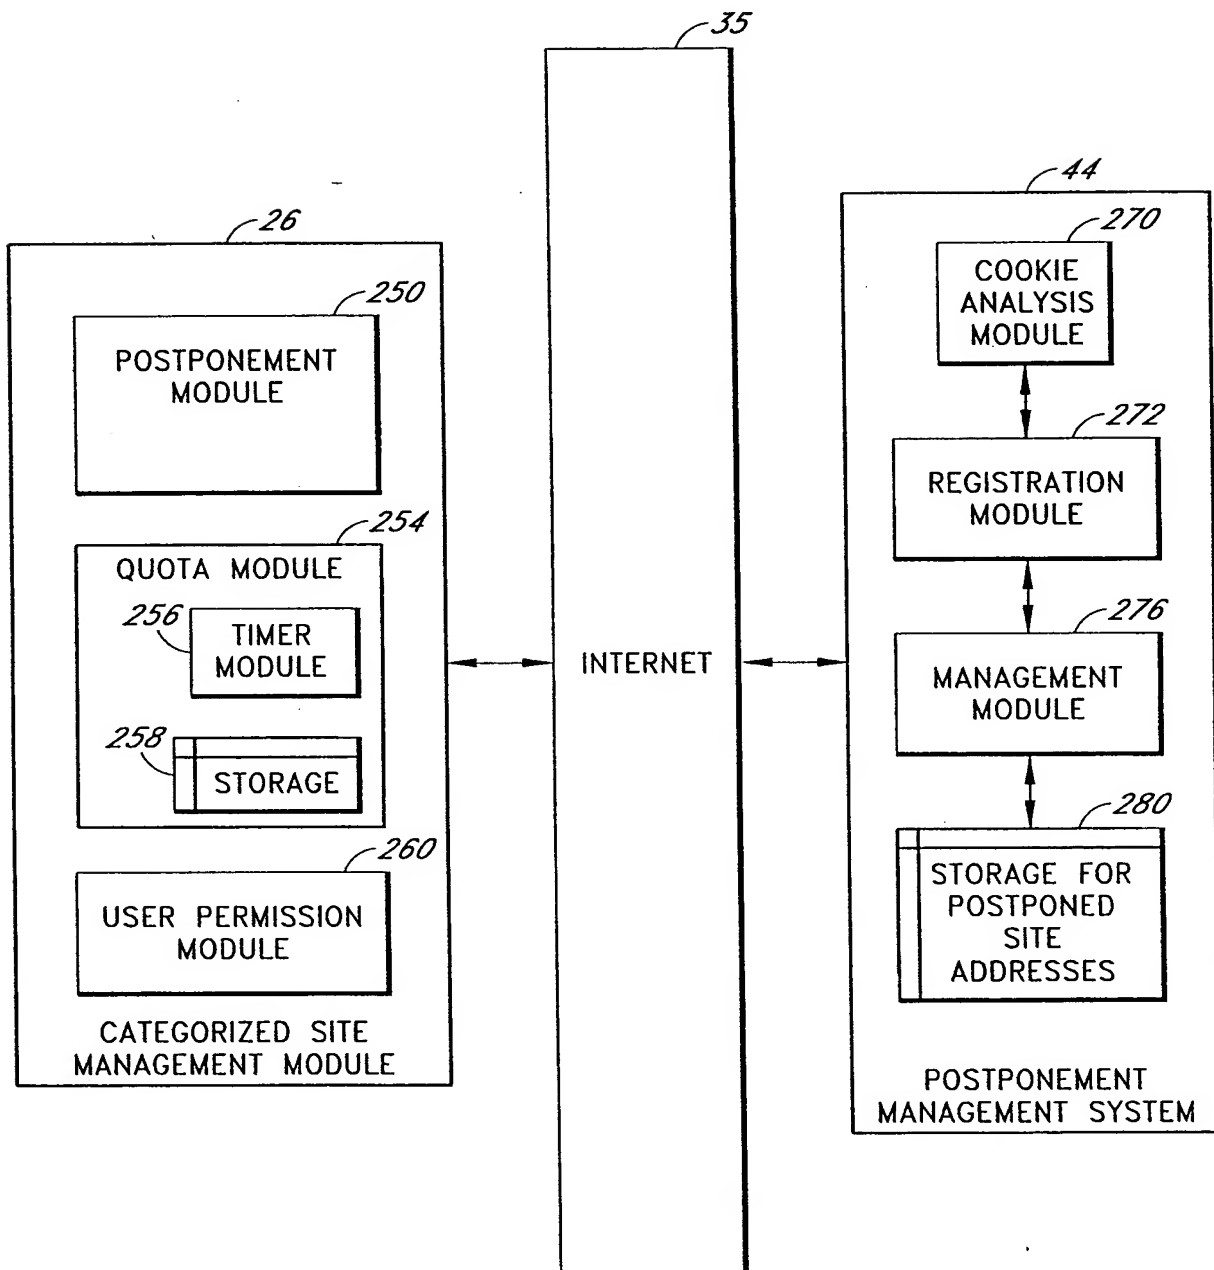 35
26
250
POSTPONEMENT
MODULE
254
QUOTA MODULE
256
TIMER
MODULE
258
STORAGE
260
USER PERMISSION
MODULE
CATEGORIZED SITE
MANAGEMENT MODULE
INTERNET
44
270
COOKIE
ANALYSIS
MODULE
272
REGISTRATION
MODULE
276
MANAGEMENT
MODULE
280
STORAGE FOR
POSTPONED
SITE
ADDRESSES
POSTPONEMENT
MANAGEMENT SYSTEM